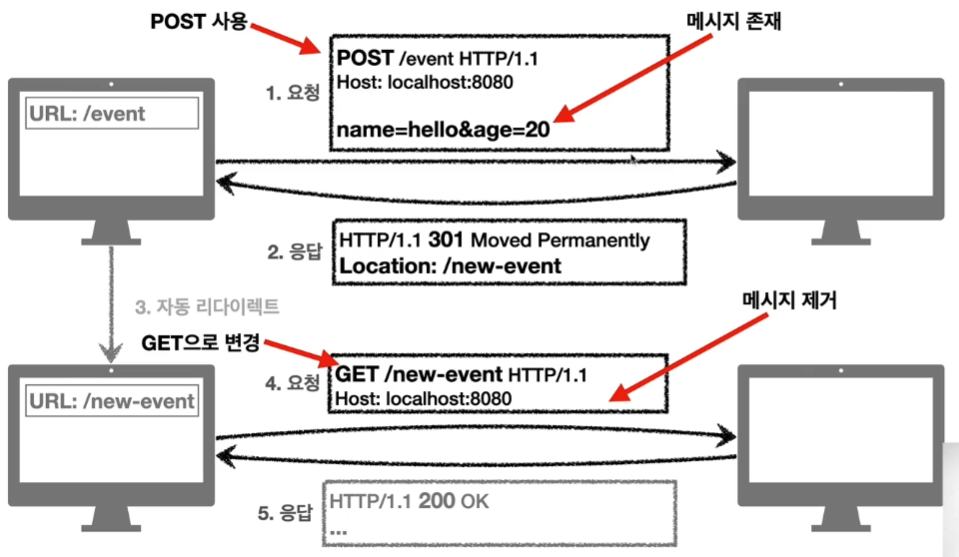 POST 사용
메시지 존재
POST /event HTTP/1.1
Host: localhost:8080
1. 요청
name=hello&age=20
URL: /event
HTTP/1.1 301 Moved Permanently
2. 응답
Location: /new-event
3. 자동 리다이렉트
메시지 제거
GET으로 변경
GET /new-event HTTP/1.1
4. 요청
Host: localhost:8080
URL: /new-event
HTTP/1.1 200 OK
5. 응답
...